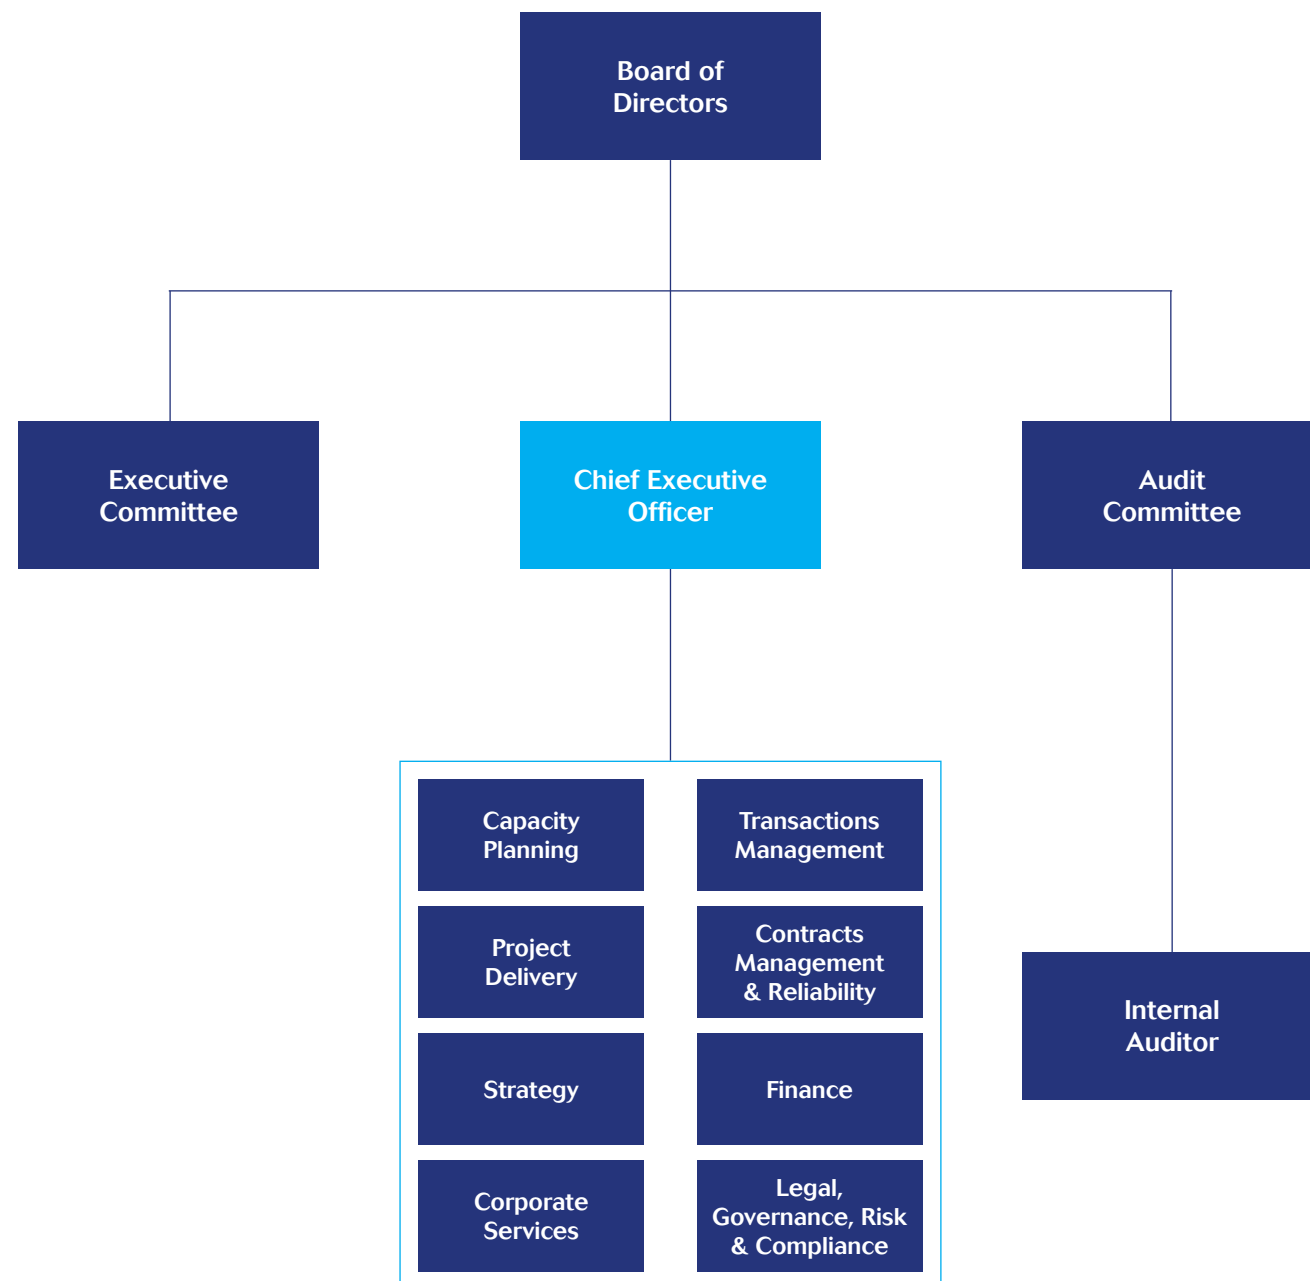 Board of
Directors
Executive
Committee
Chief Executive
Officer
Audit
Committee
Capacity
Planning
Transactions
Management
Project
Delivery
Contracts
Management
& Reliability
Internal
Auditor
Strategy
Finance
Corporate
Services
Legal,
Governance, Risk
& Compliance